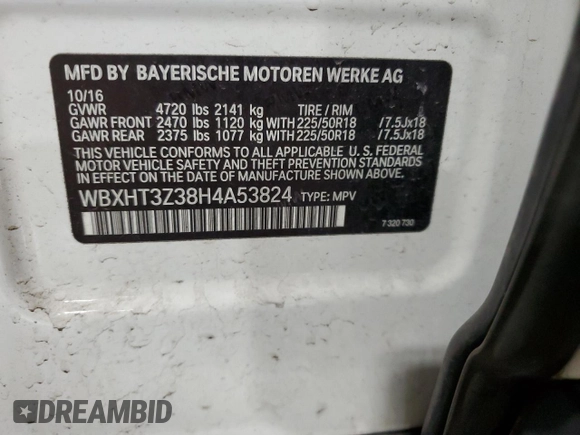 MFD BY BAYERISCHE MOTOREN WERKE AG
10/16
GVWR 4720 lbs 2141 kg TIRE / RIM
GAWR FRONT 2470 lbs 1120 kg WITH 225/50R18 /7.5Jx18
GAWR REAR 2375 lbs 1077 kg WITH 225/50R18 /7.5Jx18
THIS VEHICLE CONFORMS TO ALL APPLICABLE U.S. FEDERAL
MOTOR VEHICLE SAFETY AND THEFT PREVENTION STANDARDS
IN EFFECT ON THE DATE OF MANUFACTURE SHOWN ABOVE.
WBXHT3Z38H4A53824 TYPE: MPV
7 320 730
DREAMBID